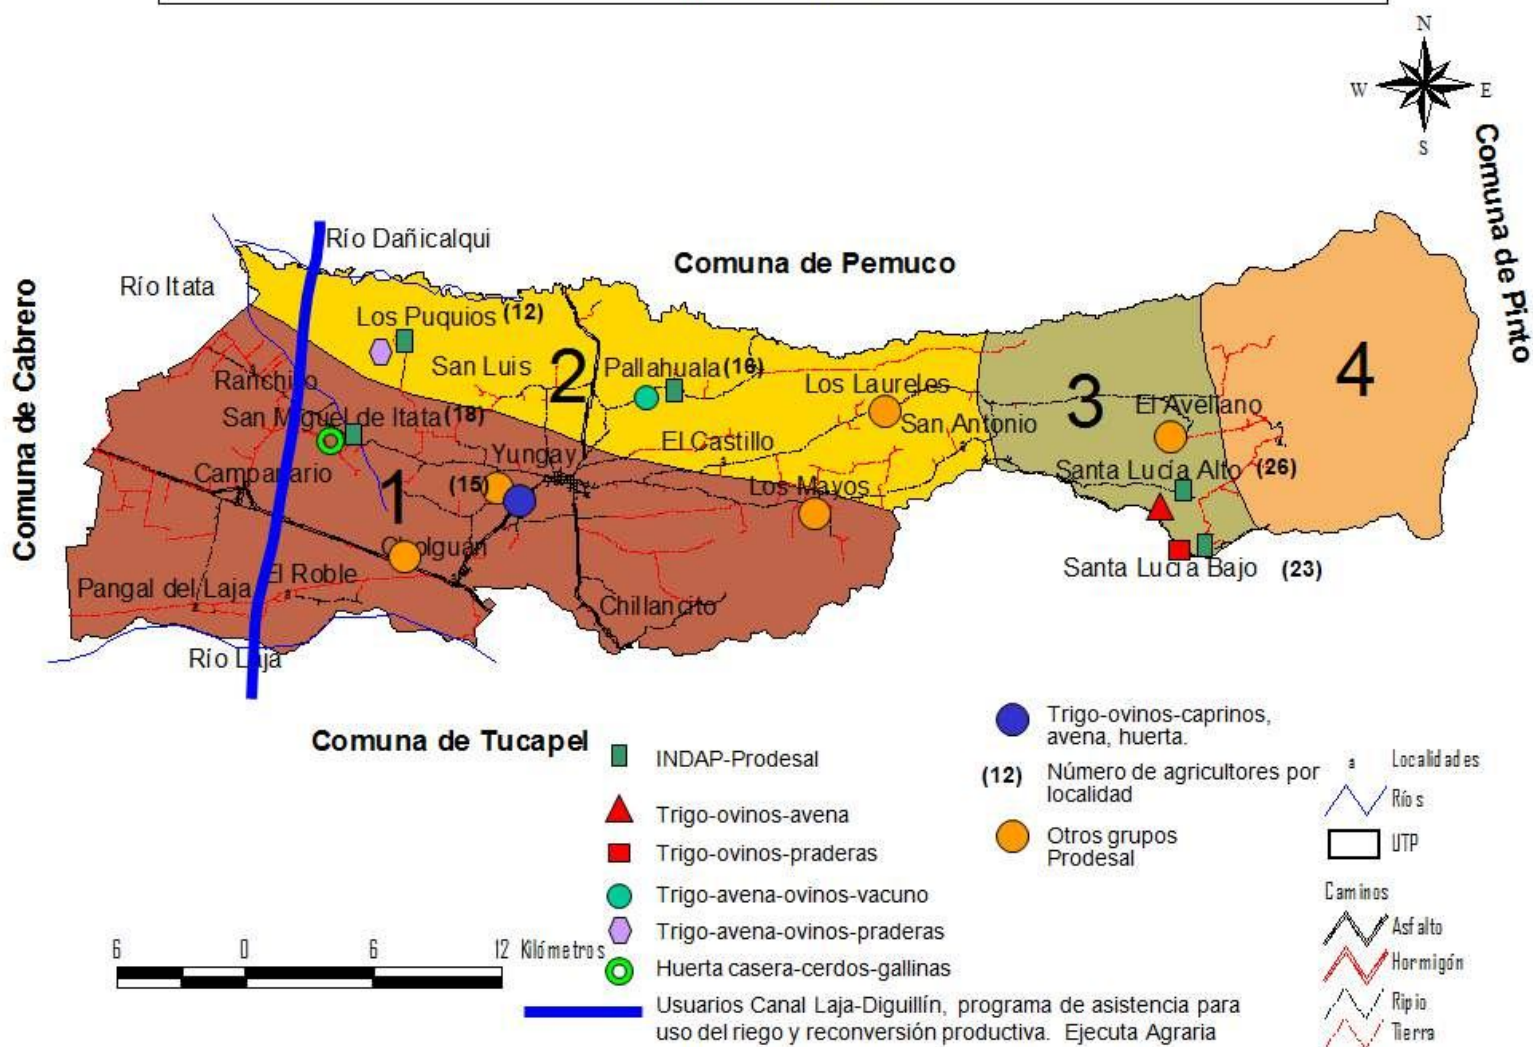 N
W
E
S
Comuna de Pinto
Río Dañicalqui
Comuna de Pemuco
Río Itata
Comuna de Cabrero
4
Los Puquios (12)
2
San Luis
Pallahuala (16)
3
Ranchillo
Los Laureles
El Avellano
San Miguel de Itata (18)
San Antonio
El Castillo
Yungay
Santa Lucía Alto (26)
Campanario
1
(15)
Los Mayos
Cholguán
El Roble
Pangal del Laja
Santa Lucía Bajo (23)
Chillancito
Río Laja
Comuna de Tucapel
INDAP-Prodesal
Trigo-ovinos-avena
Trigo-ovinos-praderas
Trigo-avena-ovinos-vacuno
Trigo-avena-ovinos-praderas
Huerta casera-cerdos-gallinas
Usuarios Canal Laja-Diguillín, programa de asistencia para
uso del riego y reconversión productiva. Ejecuta Agraria
Trigo-ovinos-caprinos,
avena, huerta.
(12) Número de agricultores por
localidad
Otros grupos
Prodesal
a Localidades
Ríos
UTP
Caminos
Asfalto
Hormigón
Ripio
Tierra
6 0 6 12 Kilómetros